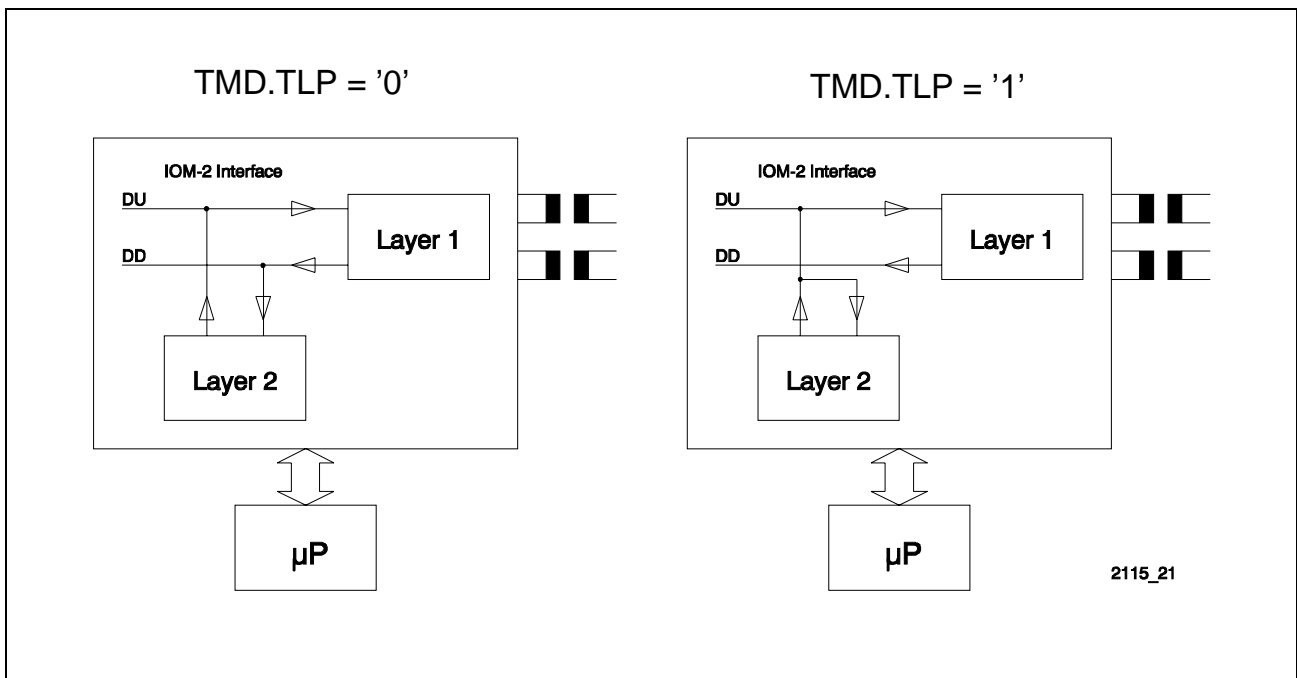 TMD.TLP = '0'
IOM-2 Interface
DU
Layer 1
DD
Layer 2
µP
TMD.TLP = '1'
IOM-2 Interface
DU
Layer 1
DD
Layer 2
µP
2115_21